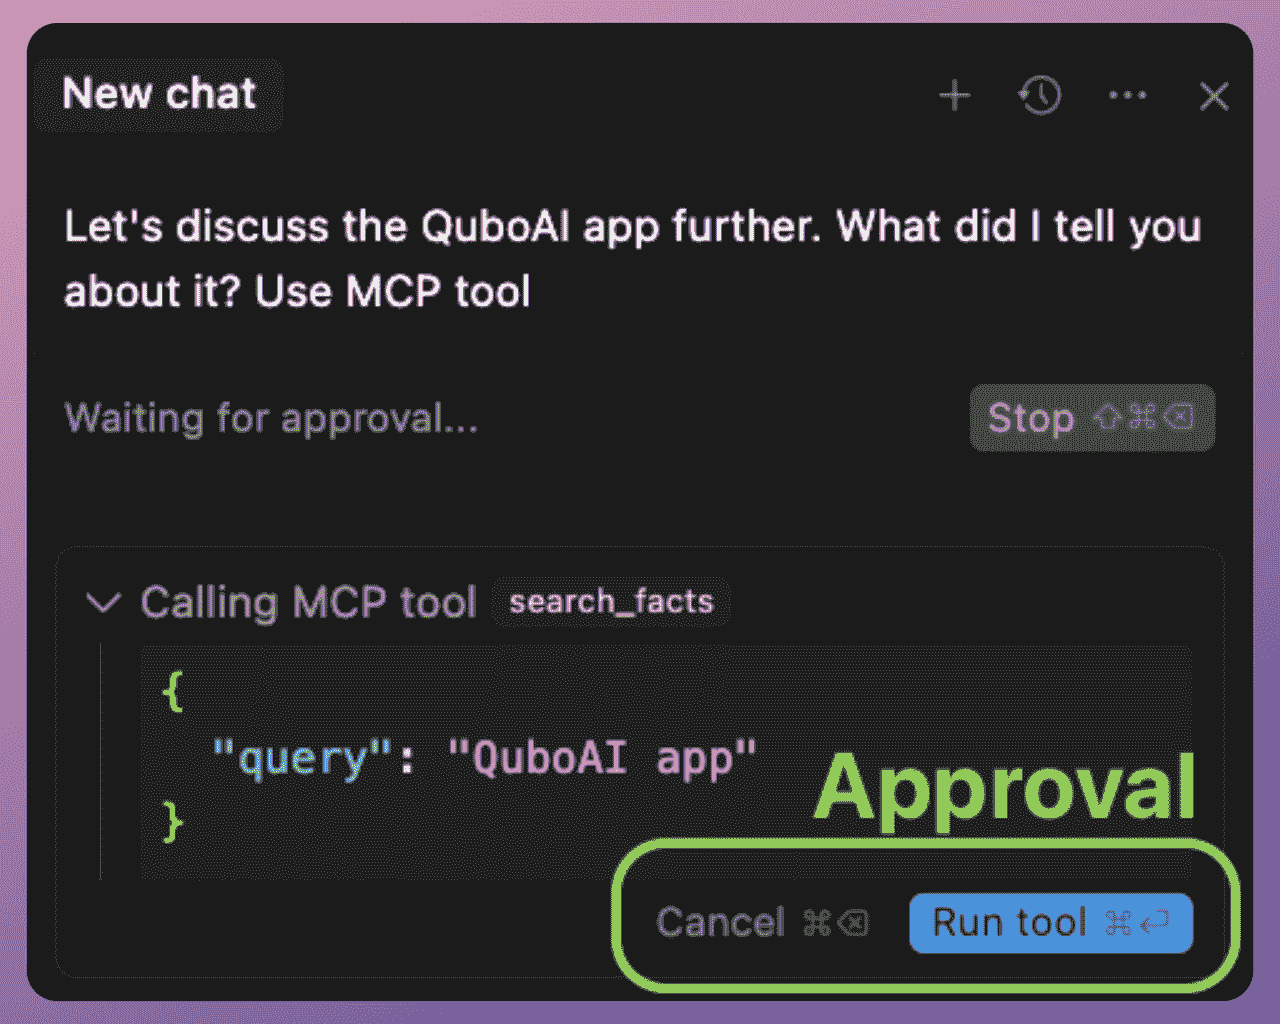 New chat
Let's discuss the QuboAI app further. What did I tell you
about it? Use MCP tool
Waiting for approval...
Stop ⇧⌘⌫
Calling MCP tool search_facts
{
"query": "QuboAI app"
}
Approval
Cancel ⌘⌫
Run tool ⌘⏎